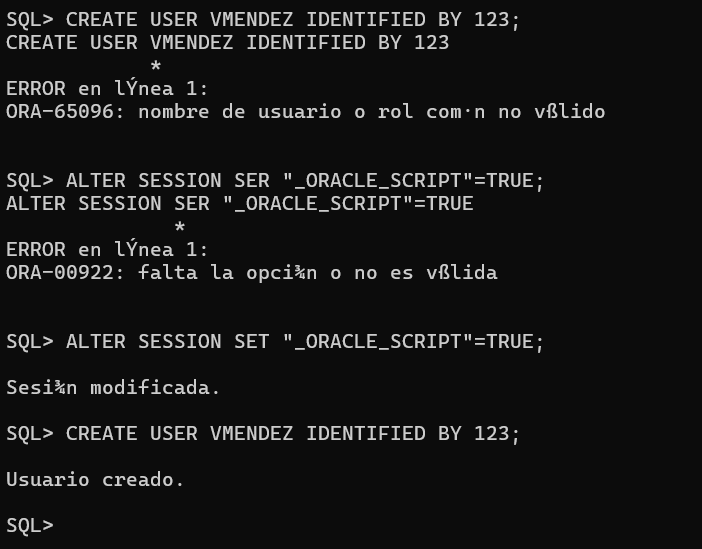 SQL> CREATE USER VMENDEZ IDENTIFIED BY 123;
CREATE USER VMENDEZ IDENTIFIED BY 123
            *
ERROR en lÝnea 1:
ORA-65096: nombre de usuario o rol com·n no vßlido
SQL> ALTER SESSION SER "_ORACLE_SCRIPT"=TRUE;
ALTER SESSION SER "_ORACLE_SCRIPT"=TRUE
              *
ERROR en lÝnea 1:
ORA-00922: falta la opci¾n o no es vßlida
SQL> ALTER SESSION SET "_ORACLE_SCRIPT"=TRUE;
Sesi¾n modificada.
SQL> CREATE USER VMENDEZ IDENTIFIED BY 123;
Usuario creado.
SQL>